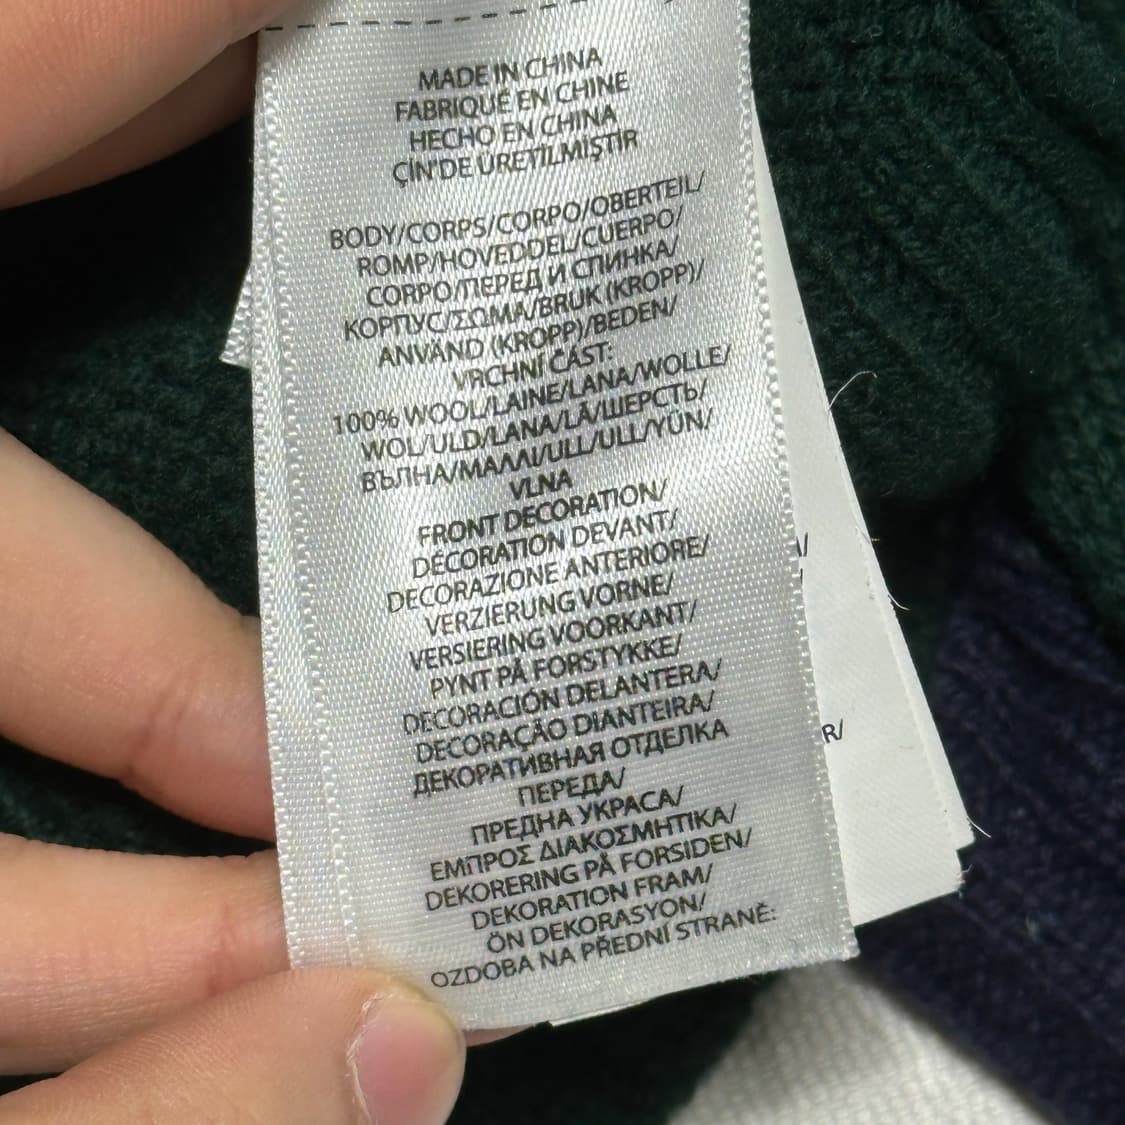 MADE IN CHINA
FABRIQUÉ EN CHINE
HECHO EN CHINA
ÇİN'DE ÜRETİLMİŞTİR
BODY/CORPS/CORPO/OBERTEIL/
ROMP/HOVEDDEL/CUERPO/
CORPO/ПЕРЕД И СПИНКА/
КОРПУС/ΣΩΜΑ/BRUK (KROPP)/
ANVÄND (KROPP)/BEDEN/
VRCHNÍ ČÁST:
100% WOOL/LAINE/LANA/WOLLE/
WOL/ULD/LANA/LÃ/ШЕРСТЬ/
ВЪЛНА/ΜΑΛΛΙ/ULL/ULL/YÜN/
VLNA
FRONT DECORATION/
DÉCORATION DEVANT/
DECORAZIONE ANTERIORE/
VERZIERUNG VORNE/
VERSIERING VOORKANT/
PYNT PÅ FORSTYKKE/
DECORACIÓN DELANTERA/
DECORAÇÃO DIANTEIRA/
ДЕКОРАТИВНАЯ ОТДЕЛКА
ПЕРЕДА/
ПРЕДНА УКРАСА/
ΕΜΠΡΟΣ ΔΙΑΚΟΣΜΗΤΙΚΑ/
DEKORERING PÅ FORSIDEN/
DEKORATION FRAM/
ÖN DEKORASYON/
OZDOBA NA PŘEDNÍ STRANĚ:
R/